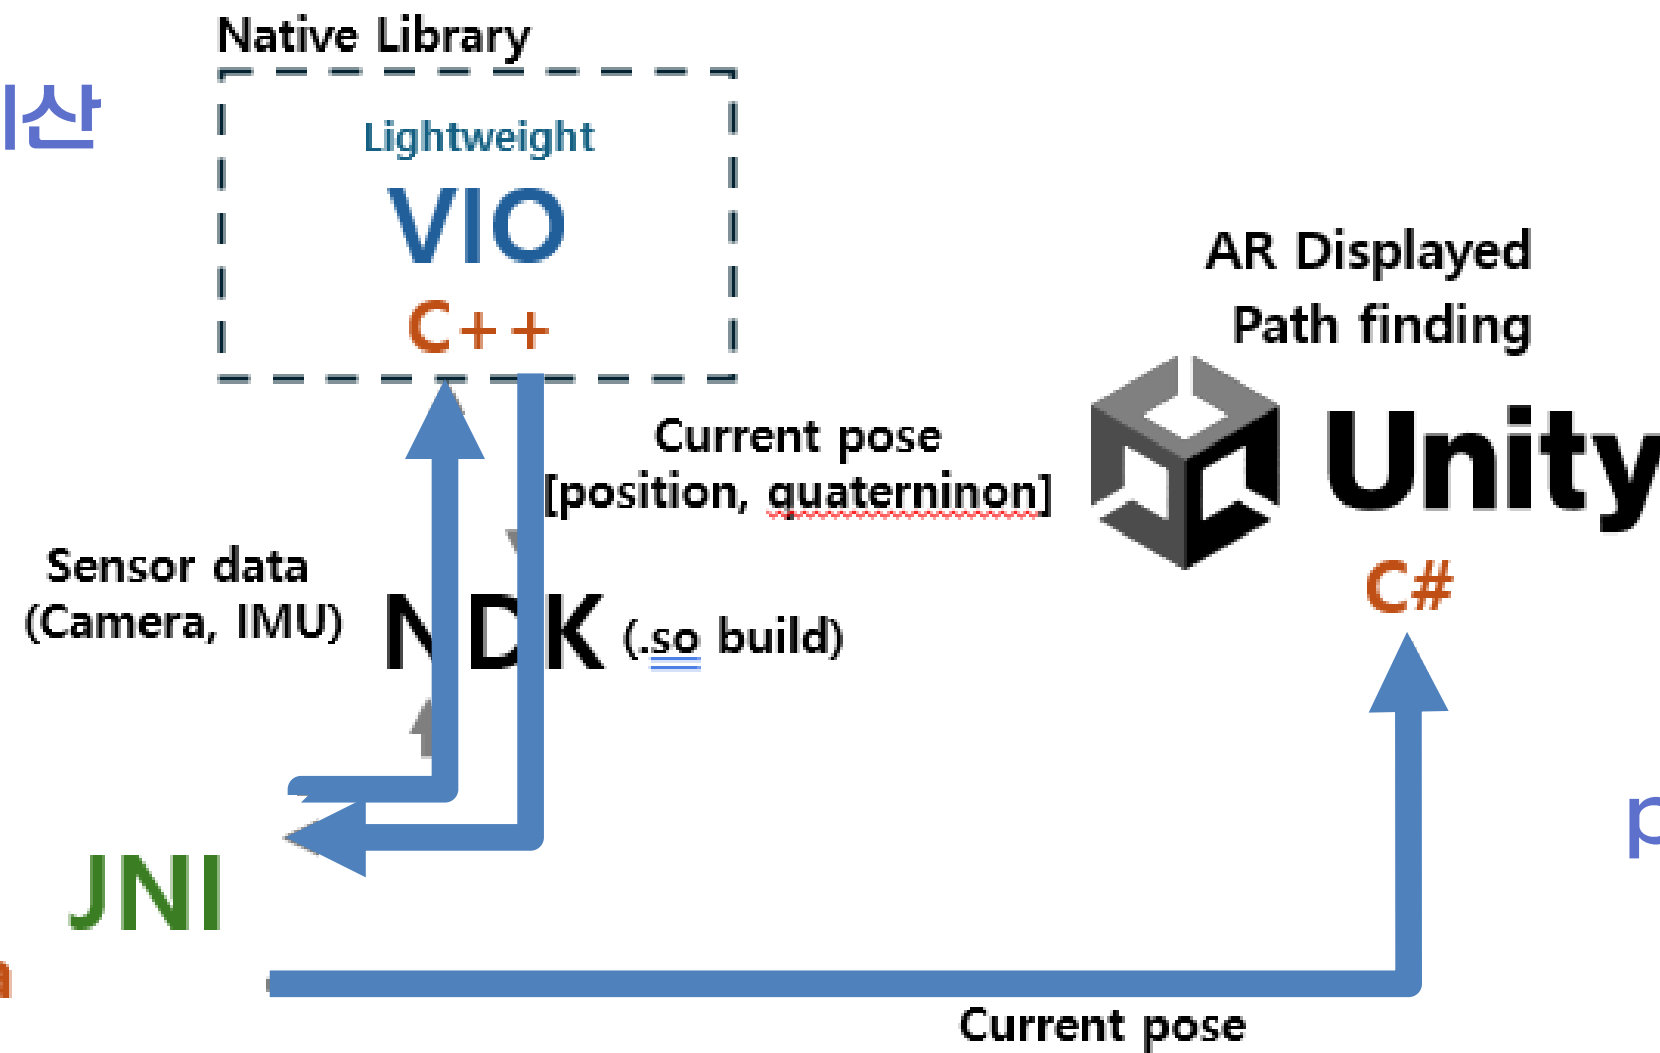 Native Library
산
Lightweight
VIO
C++
AR Displayed
Path finding
Unity
C#
Current pose
[position, quaterninon]
Sensor data
(Camera, IMU)
NDK (.so build)
JNI
Current pose